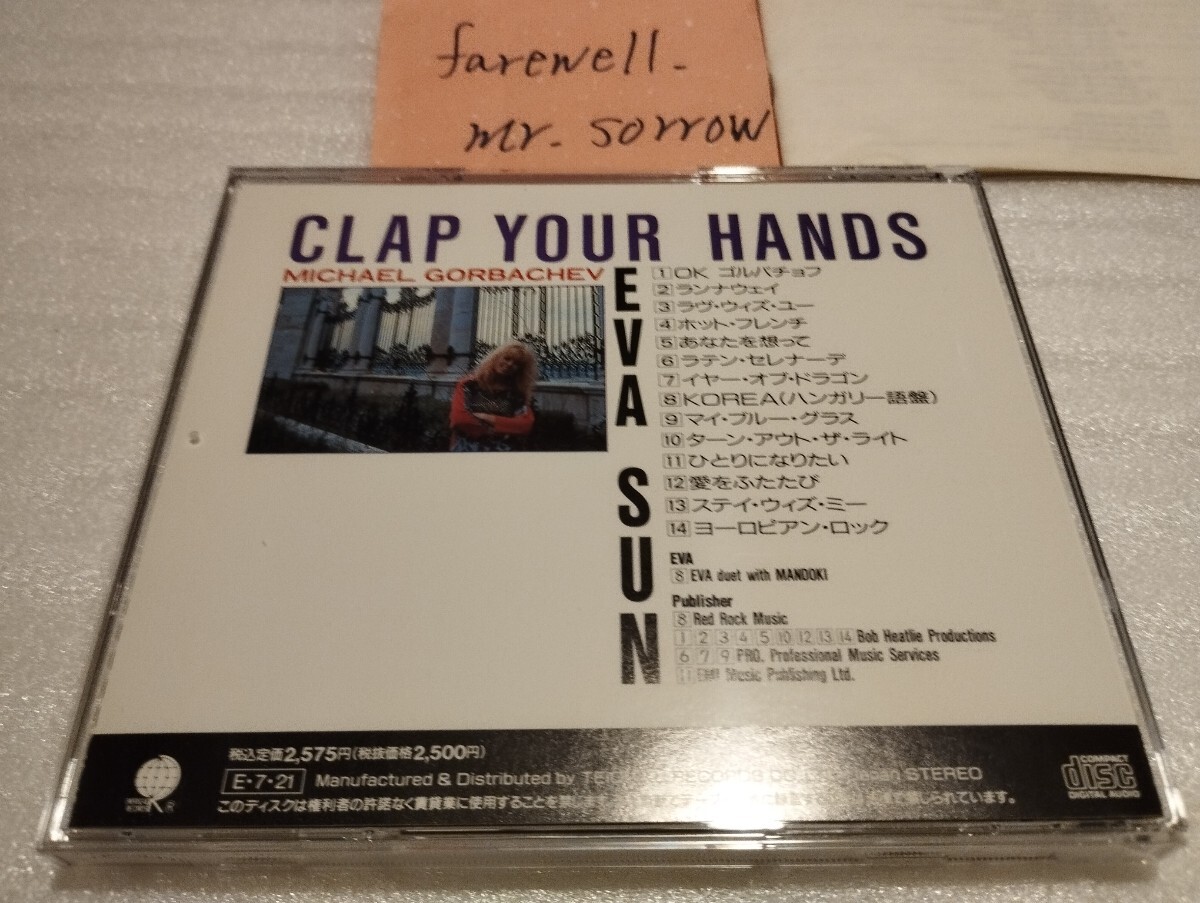 farewell-
mr. sorrow
CLAP YOUR HANDS
MICHAEL GORBACHEV
EVA SUN
1 OK ゴルバチョフ
2 ランナウェイ
3 ラヴ・ウィズ・ユー
4 ホット・フレンチ
5 あなたを想って
6 ラテン・セレナーデ
7 イヤー・オブ・ドラゴン
8 KOREA(ハンガリー語盤)
9 マイ・ブルー・グラス
10 ターン・アウト・ザ・ライト
11 ひとりになりたい
12 愛をふたたび
13 ステイ・ウィズ・ミー
14 ヨーロピアン・ロック
EVA
8 EVA duet with MANDOKI
Publisher
8 Red Rock Music
1 2 3 4 5 10 12 13 14 Bob Heatlie Productions
6 7 9 PRO. Professional Music Services
11 EMI Music Publishing Ltd.
税込定価2,575円(税抜価格2,500円)
E・7・21 Manufactured & Distributed by STEREO
このディスクは権利者の許諾なく賃貸業に使用することを禁じます。 禁じられています。
COMPACT
disc
DIGITAL AUDIO